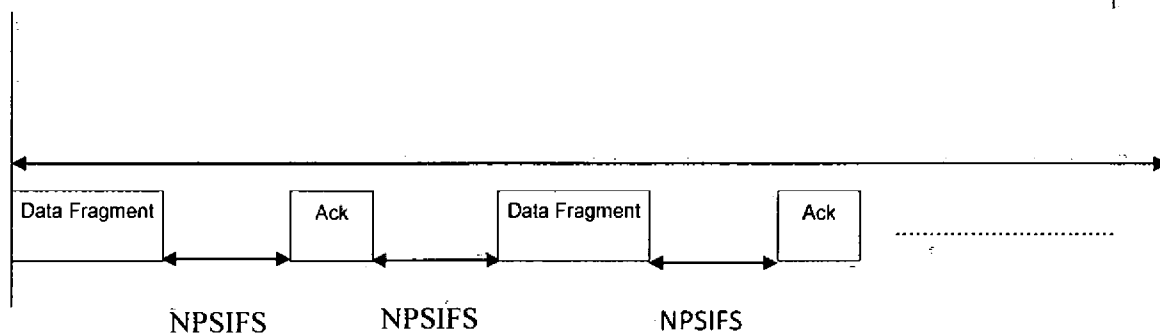 Data Fragment
Ack
Data Fragment
Ack
NPSIFS
NPSIFS
NPSIFS